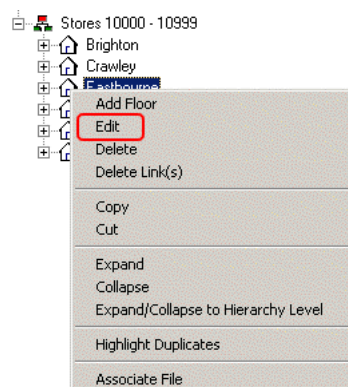 Stores 10000 - 10999
Brighton
Crawley
Eastbourne
Add Floor
Edit
Delete
Delete Link(s)
Copy
Cut
Expand
Collapse
Expand/Collapse to Hierarchy Level
Highlight Duplicates
Associate File